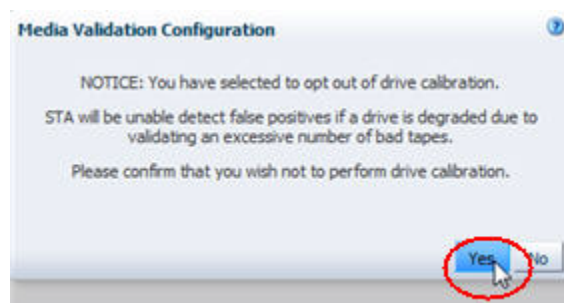 Media Validation Configuration
NOTICE: You have selected to opt out of drive calibration.
STA will be unable detect false positives if a drive is degraded due to
validating an excessive number of bad tapes.
Please confirm that you wish not to perform drive calibration.
Yes No